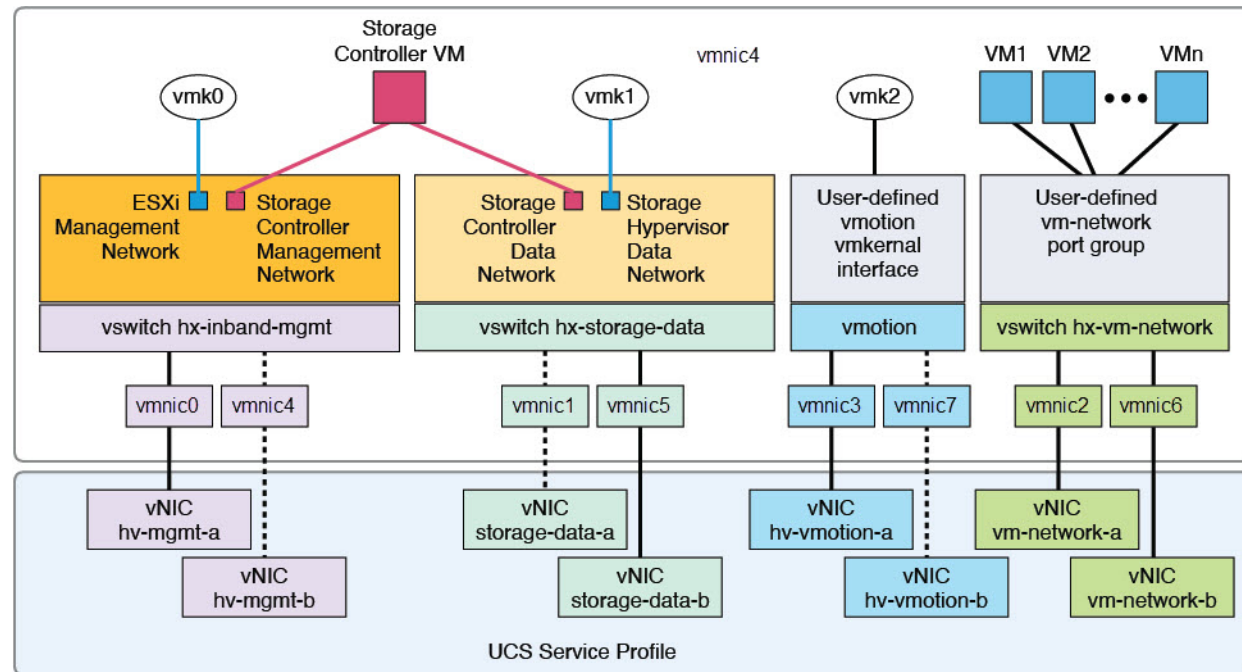 Storage
Controller VM
vmnic4
VM1 VM2 VMn
vmk0
vmk1
vmk2
ESXi
Management
Network
Storage
Controller
Management
Network
Storage
Controller
Data
Network
Storage
Hypervisor
Data
Network
User-defined
vmotion
vmkernal
interface
User-defined
vm-network
port group
vswitch hx-inband-mgmt
vswitch hx-storage-data
vmotion
vswitch hx-vm-network
vmnic0
vmnic4
vmnic1
vmnic5
vmnic3
vmnic7
vmnic2
vmnic6
vNIC
hv-mgmt-a
vNIC
storage-data-a
vNIC
hv-vmotion-a
vNIC
vm-network-a
vNIC
hv-mgmt-b
vNIC
storage-data-b
vNIC
hv-vmotion-b
vNIC
vm-network-b
UCS Service Profile